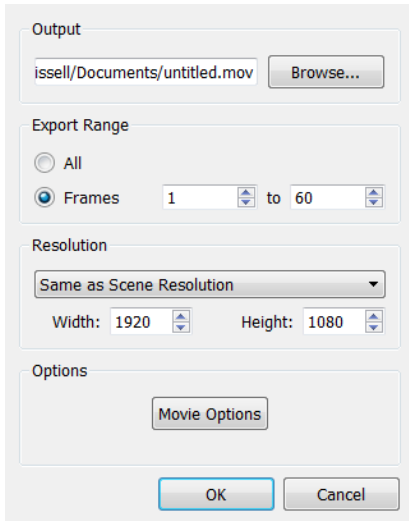 Output
issell/Documents/untitled.mov Browse...
Export Range
All
Frames 1 to 60
Resolution
Same as Scene Resolution
Width: 1920 Height: 1080
Options
Movie Options
OK Cancel